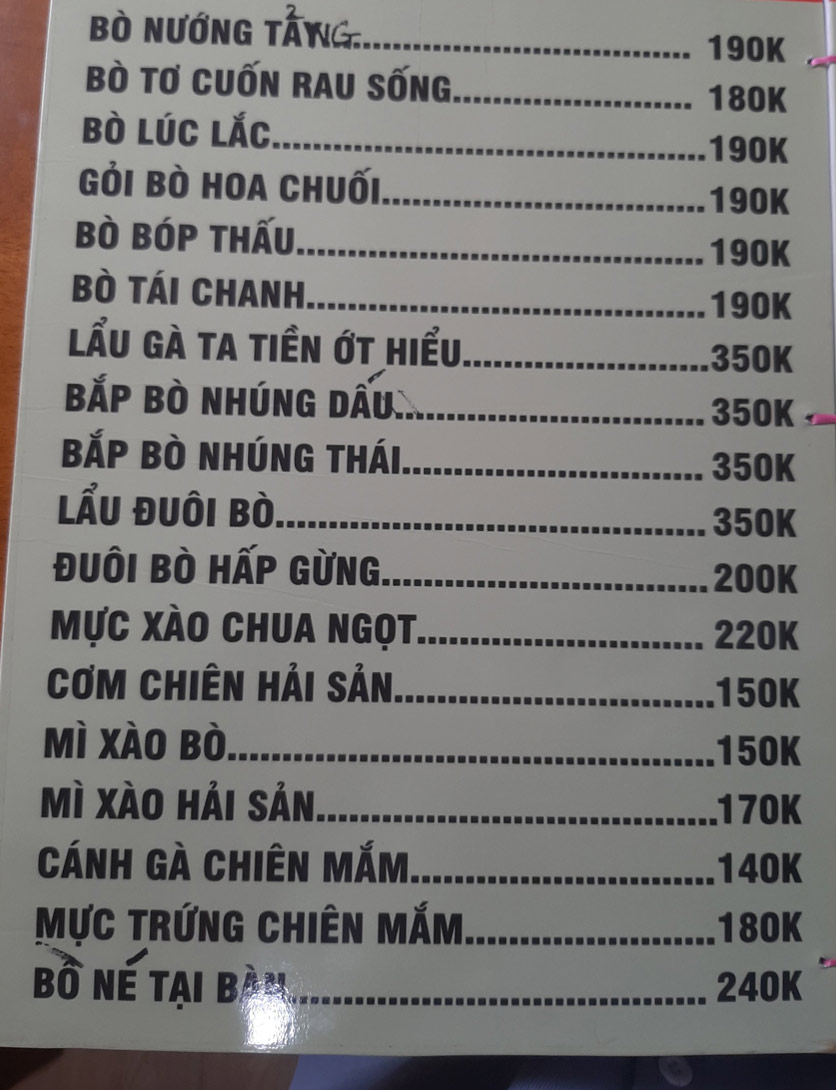 BÒ NƯỚNG TẢNG................................ 190K
BÒ TƠ CUỐN RAU SỐNG....................... 180K
BÒ LÚC LẮC..........................................190K
GỎI BÒ HOA CHUỐI...............................190K
BÒ BÓP THẤU.......................................190K
BÒ TÁI CHANH......................................190K
LẨU GÀ TA TIỀN ỚT HIỂU.......................350K
BẮP BÒ NHÚNG DẤU..............................350K
BẮP BÒ NHÚNG THÁI............................. 350K
LẨU ĐUÔI BÒ.........................................350K
ĐUÔI BÒ HẤP GỪNG...............................200K
MỰC XÀO CHUA NGỌT........................... 220K
CƠM CHIÊN HẢI SẢN..............................150K
MÌ XÀO BÒ.............................................150K
MÌ XÀO HẢI SẢN.....................................170K
CÁNH GÀ CHIÊN MẮM............................140K
MỰC TRỨNG CHIÊN MẮM.......................180K
BÒ NÉ TẠI BÀN....................................... 240K